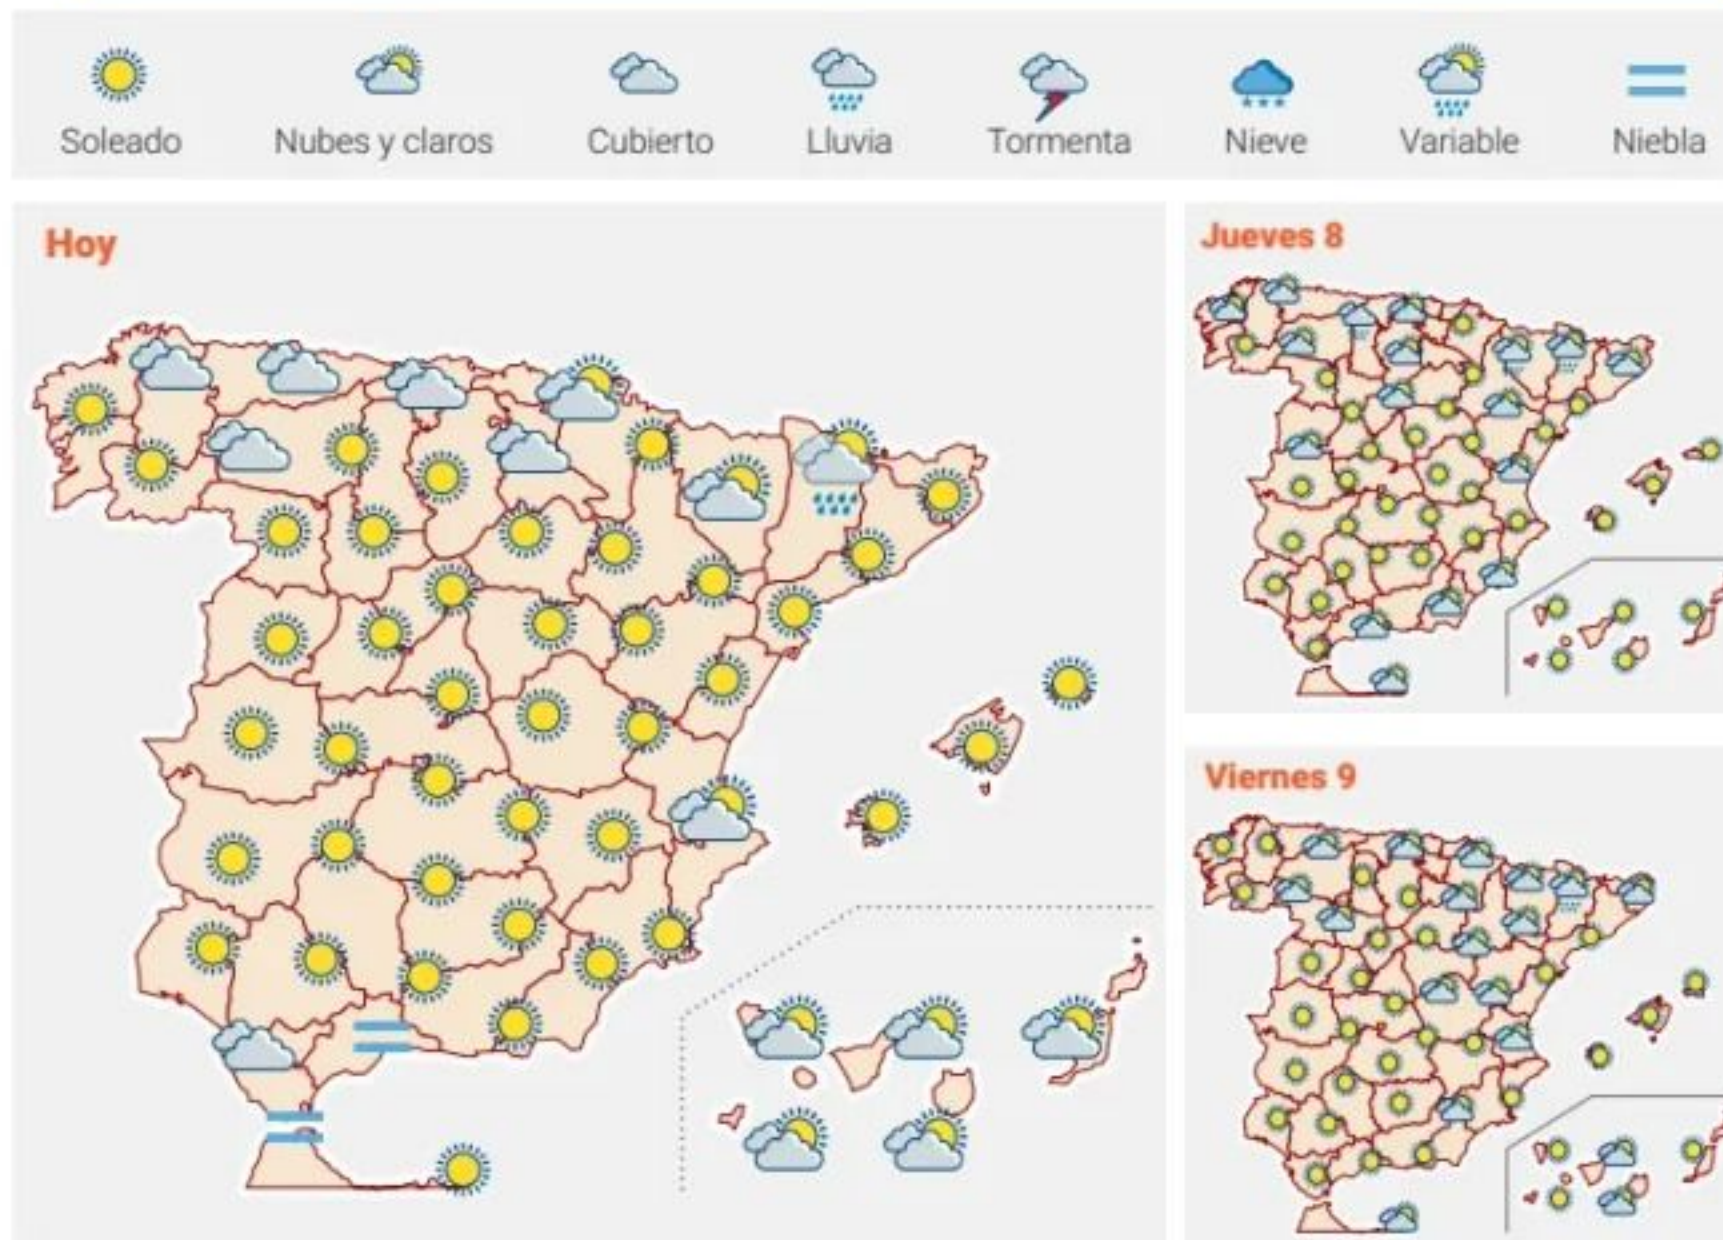 Soleado
Nubes y claros
Cubierto
Lluvia
Tormenta
Nieve
Variable
Niebla
Hoy
Jueves 8
Viernes 9